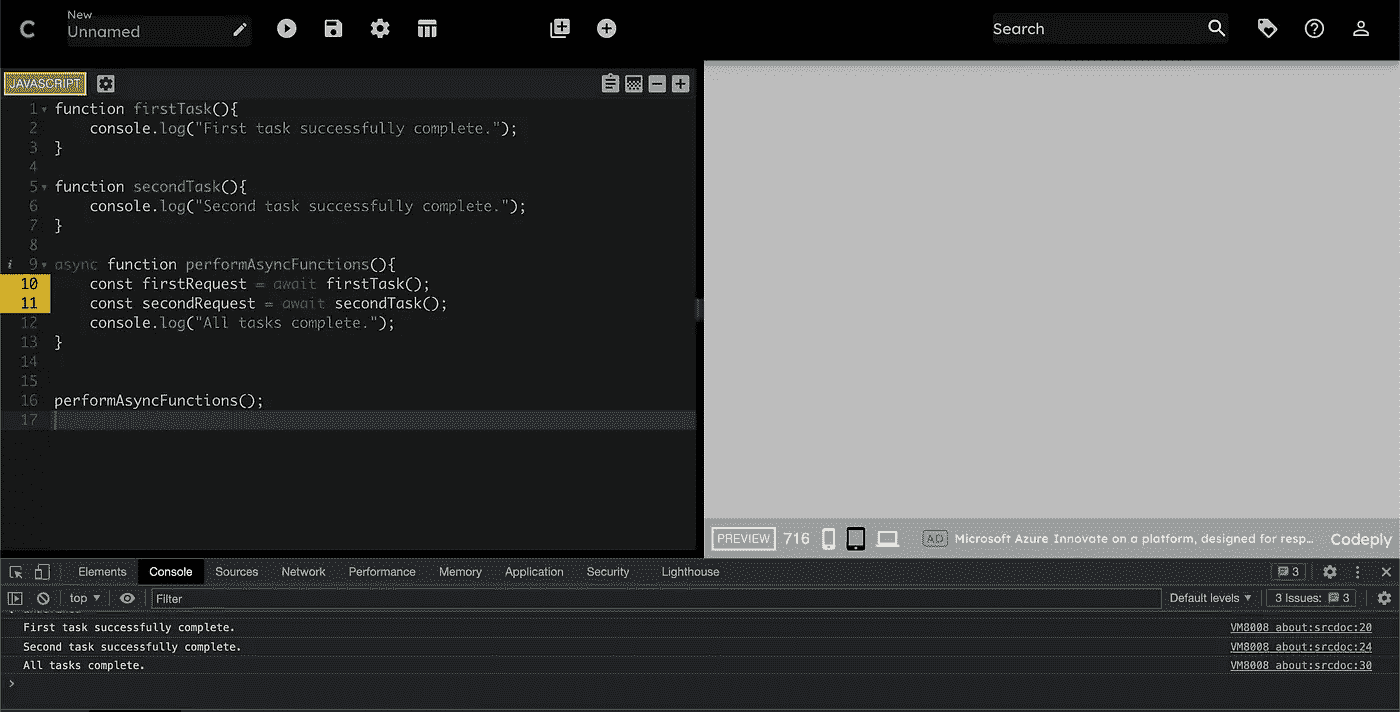 New
Unnamed
Search
JAVASCRIPT
1 function firstTask(){
2 console.log("First task successfully complete.");
3 }
4
5 function secondTask(){
6 console.log("Second task successfully complete.");
7 }
8
i 9 async function performAsyncFunctions(){
10 const firstRequest = await firstTask();
11 const secondRequest = await secondTask();
12 console.log("All tasks complete.");
13 }
14
15
16 performAsyncFunctions();
17
PREVIEW 716 AD Microsoft Azure Innovate on a platform, designed for resp... Codeply
Elements Console Sources Network Performance Memory Application Security Lighthouse 3
top Filter Default levels 3 Issues: 3
First task successfully complete. VM8008 about:srcdoc:20
Second task successfully complete. VM8008 about:srcdoc:24
All tasks complete. VM8008 about:srcdoc:30
>